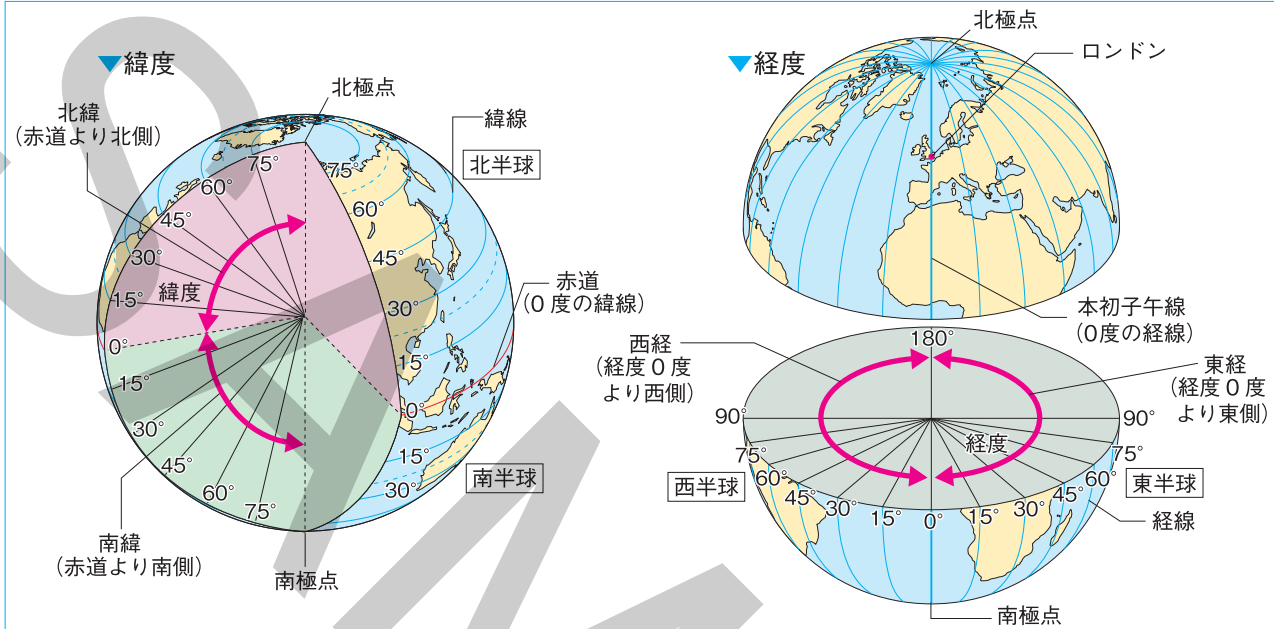 ▼緯度
北極点
北緯
(赤道より北側)
緯線
北半球
75°
75°
60°
60°
45°
45°
30°
30°
15°
15°
緯度
赤道
(0度の緯線)
0°
0°
15°
15°
30°
30°
45°
60°
75°
南半球
南緯
(赤道より南側)
南極点
▼経度
北極点
ロンドン
本初子午線
(0度の経線)
西経
(経度0度
より西側)
180°
東経
(経度0度
より東側)
90°
90°
経度
75°
75°
60°
60°
45°
45°
30°
30°
15°
15°
0°
西半球
東半球
経線
南極点
SAM